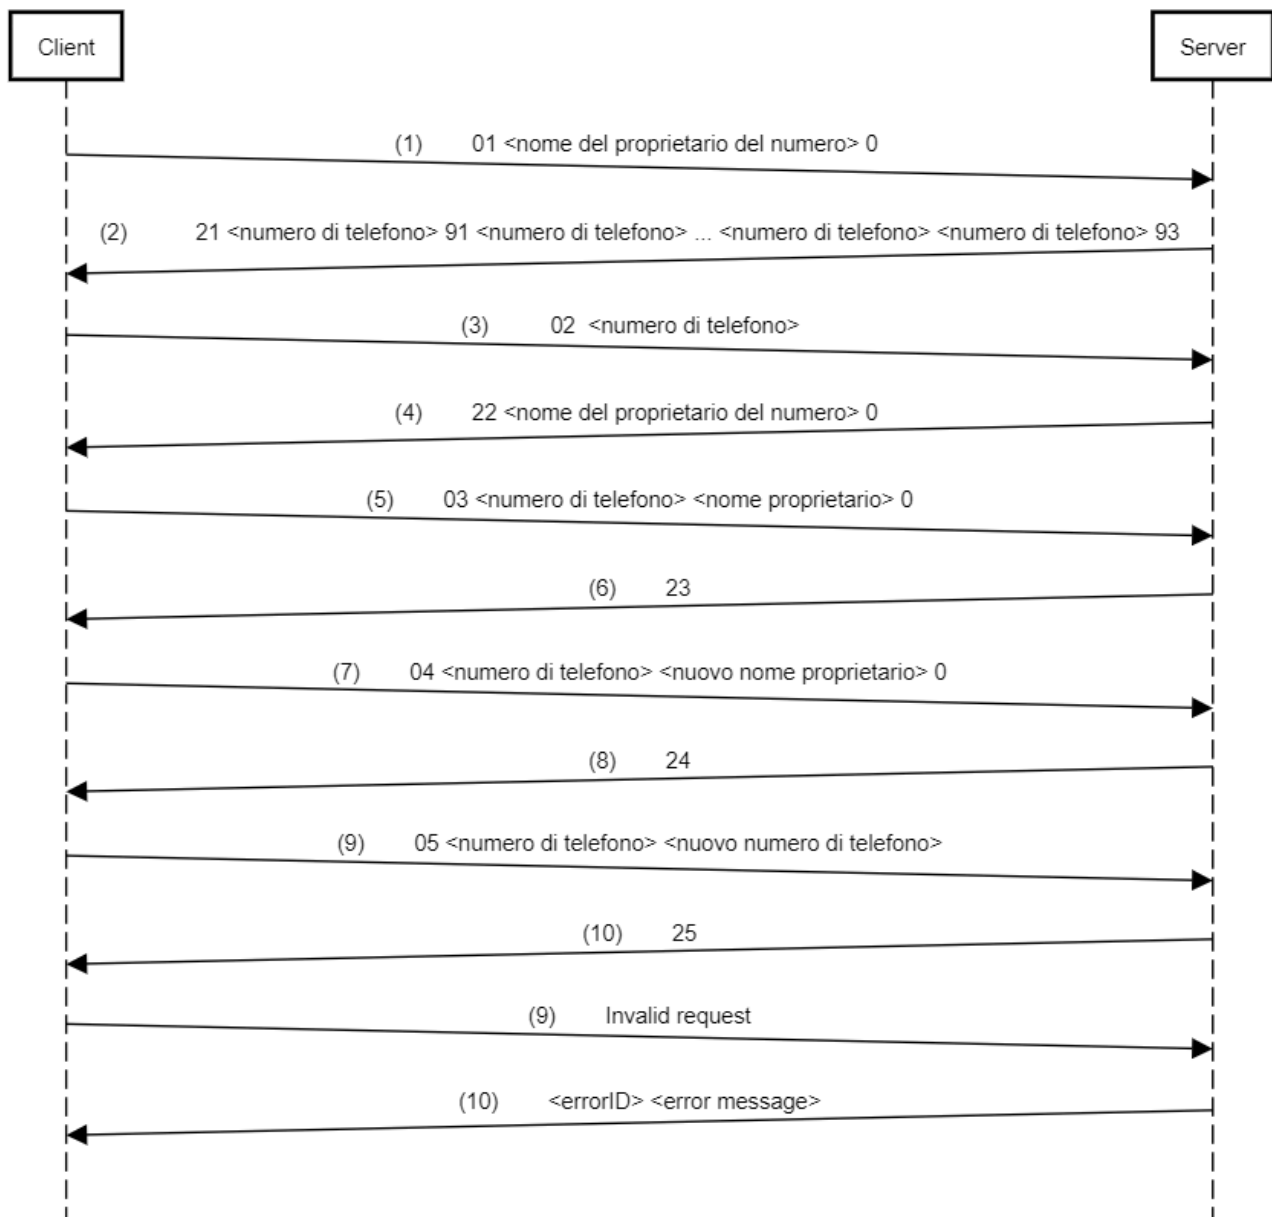 Client
Server
(1) 01 <nome del proprietario del numero> 0
(2) 21 <numero di telefono> 91 <numero di telefono> ... <numero di telefono> <numero di telefono> 93
(3) 02 <numero di telefono>
(4) 22 <nome del proprietario del numero> 0
(5) 03 <numero di telefono> <nome proprietario> 0
(6) 23
(7) 04 <numero di telefono> <nuovo nome proprietario> 0
(8) 24
(9) 05 <numero di telefono> <nuovo numero di telefono>
(10) 25
(9) Invalid request
(10) <errorID> <error message>